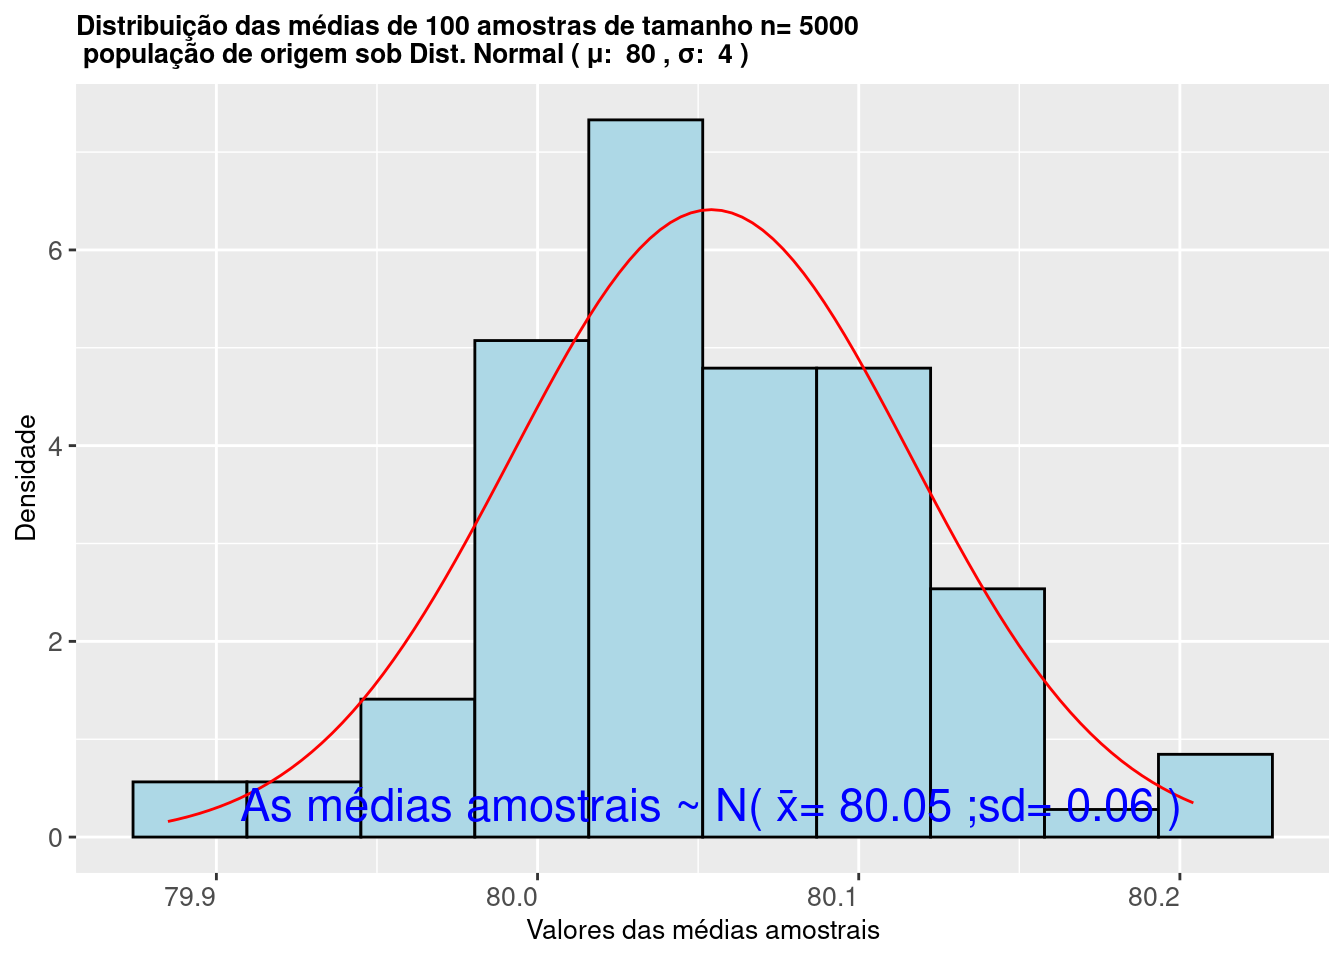 Distribuição das médias de 100 amostras de tamanho n= 5000
população de origem sob Dist. Normal ( μ:  80 , σ:  4 )
Densidade
6
4
2
0
As médias amostrais ~ N( x̄= 80.05 ;sd= 0.06 )
79.9 80.0 80.1 80.2
Valores das médias amostrais